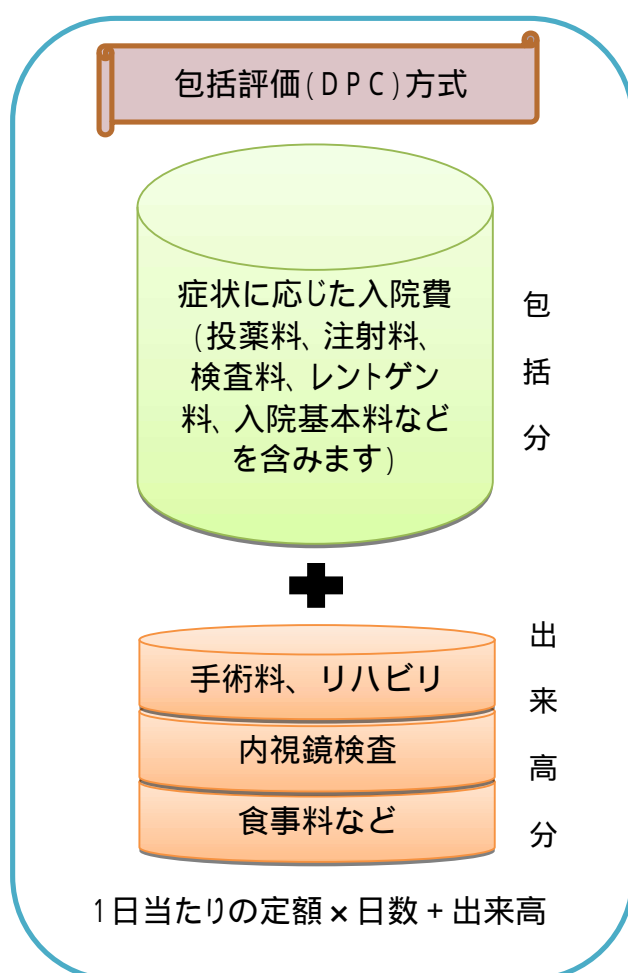 包括評価(DPC)方式
症状に応じた入院費
(投薬料、注射料、
検査料、レントゲン
料、入院基本料など
を含みます)
包括分
手術料、リハビリ
内視鏡検査
食事料など
出来高分
1日当たりの定額×日数+出来高